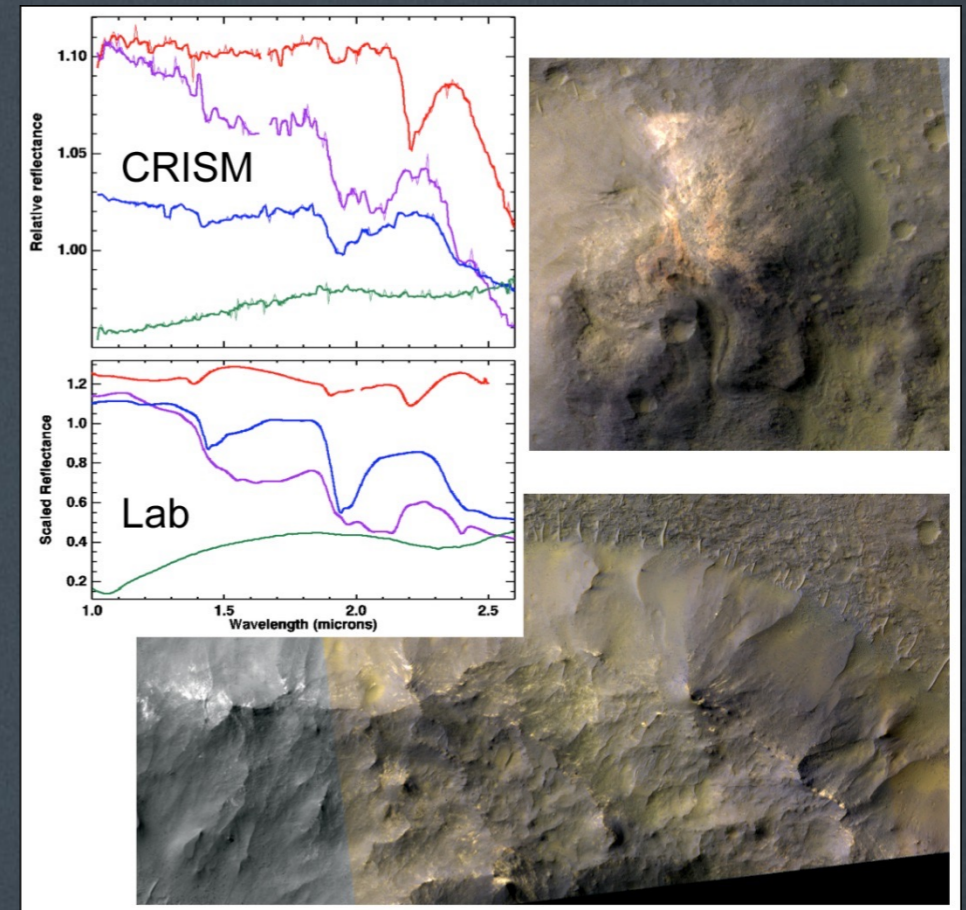 1.10
1.05
1.00
Relative reflectance
CRISM
1.2
1.0
0.8
0.6
0.4
0.2
Scaled Reflectance
Lab
1.0 1.5 2.0 2.5
Wavelength (microns)